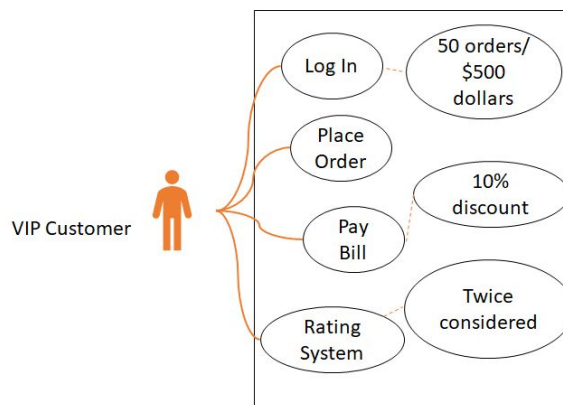 Log In
50 orders/
$500
dollars
Place
Order
10%
discount
VIP Customer
Pay
Bill
Twice
considered
Rating
System